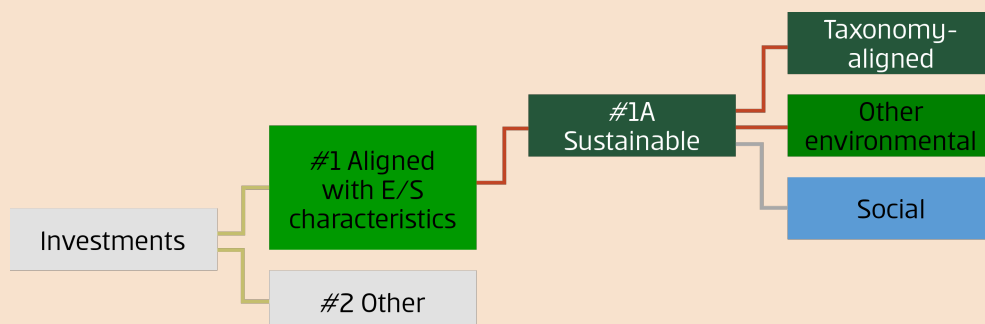 Taxonomy-
aligned
#1A
Sustainable
Other
environmental
#1 Aligned
with E/S
characteristics
Social
Investments
#2 Other